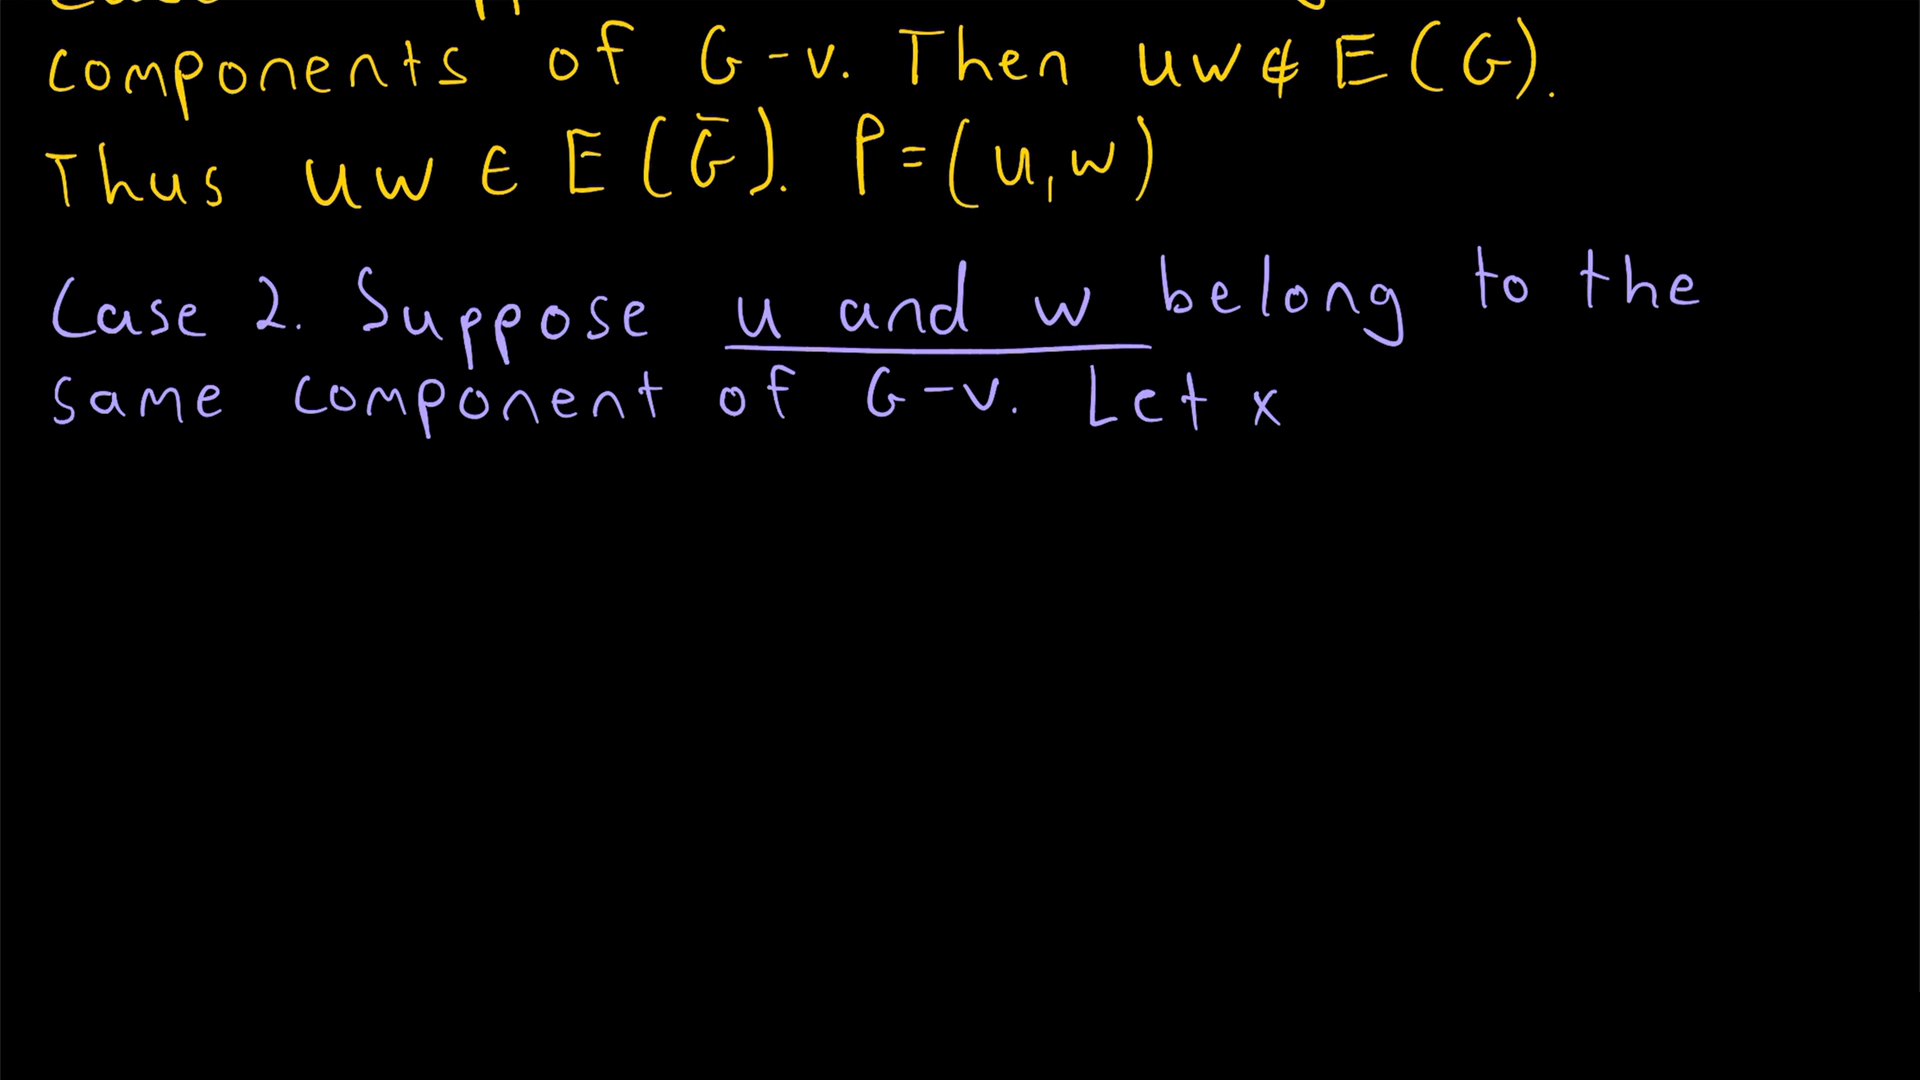 components of G-v. Then uw ∉ E(G).
Thus uw ∈ E(Ḡ). P=(u,w)
Case 2. Suppose u and w belong to the
same component of G-v. Let x